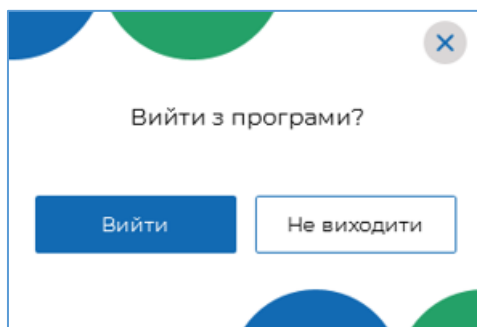 Вийти з програми?
Вийти
Не виходити